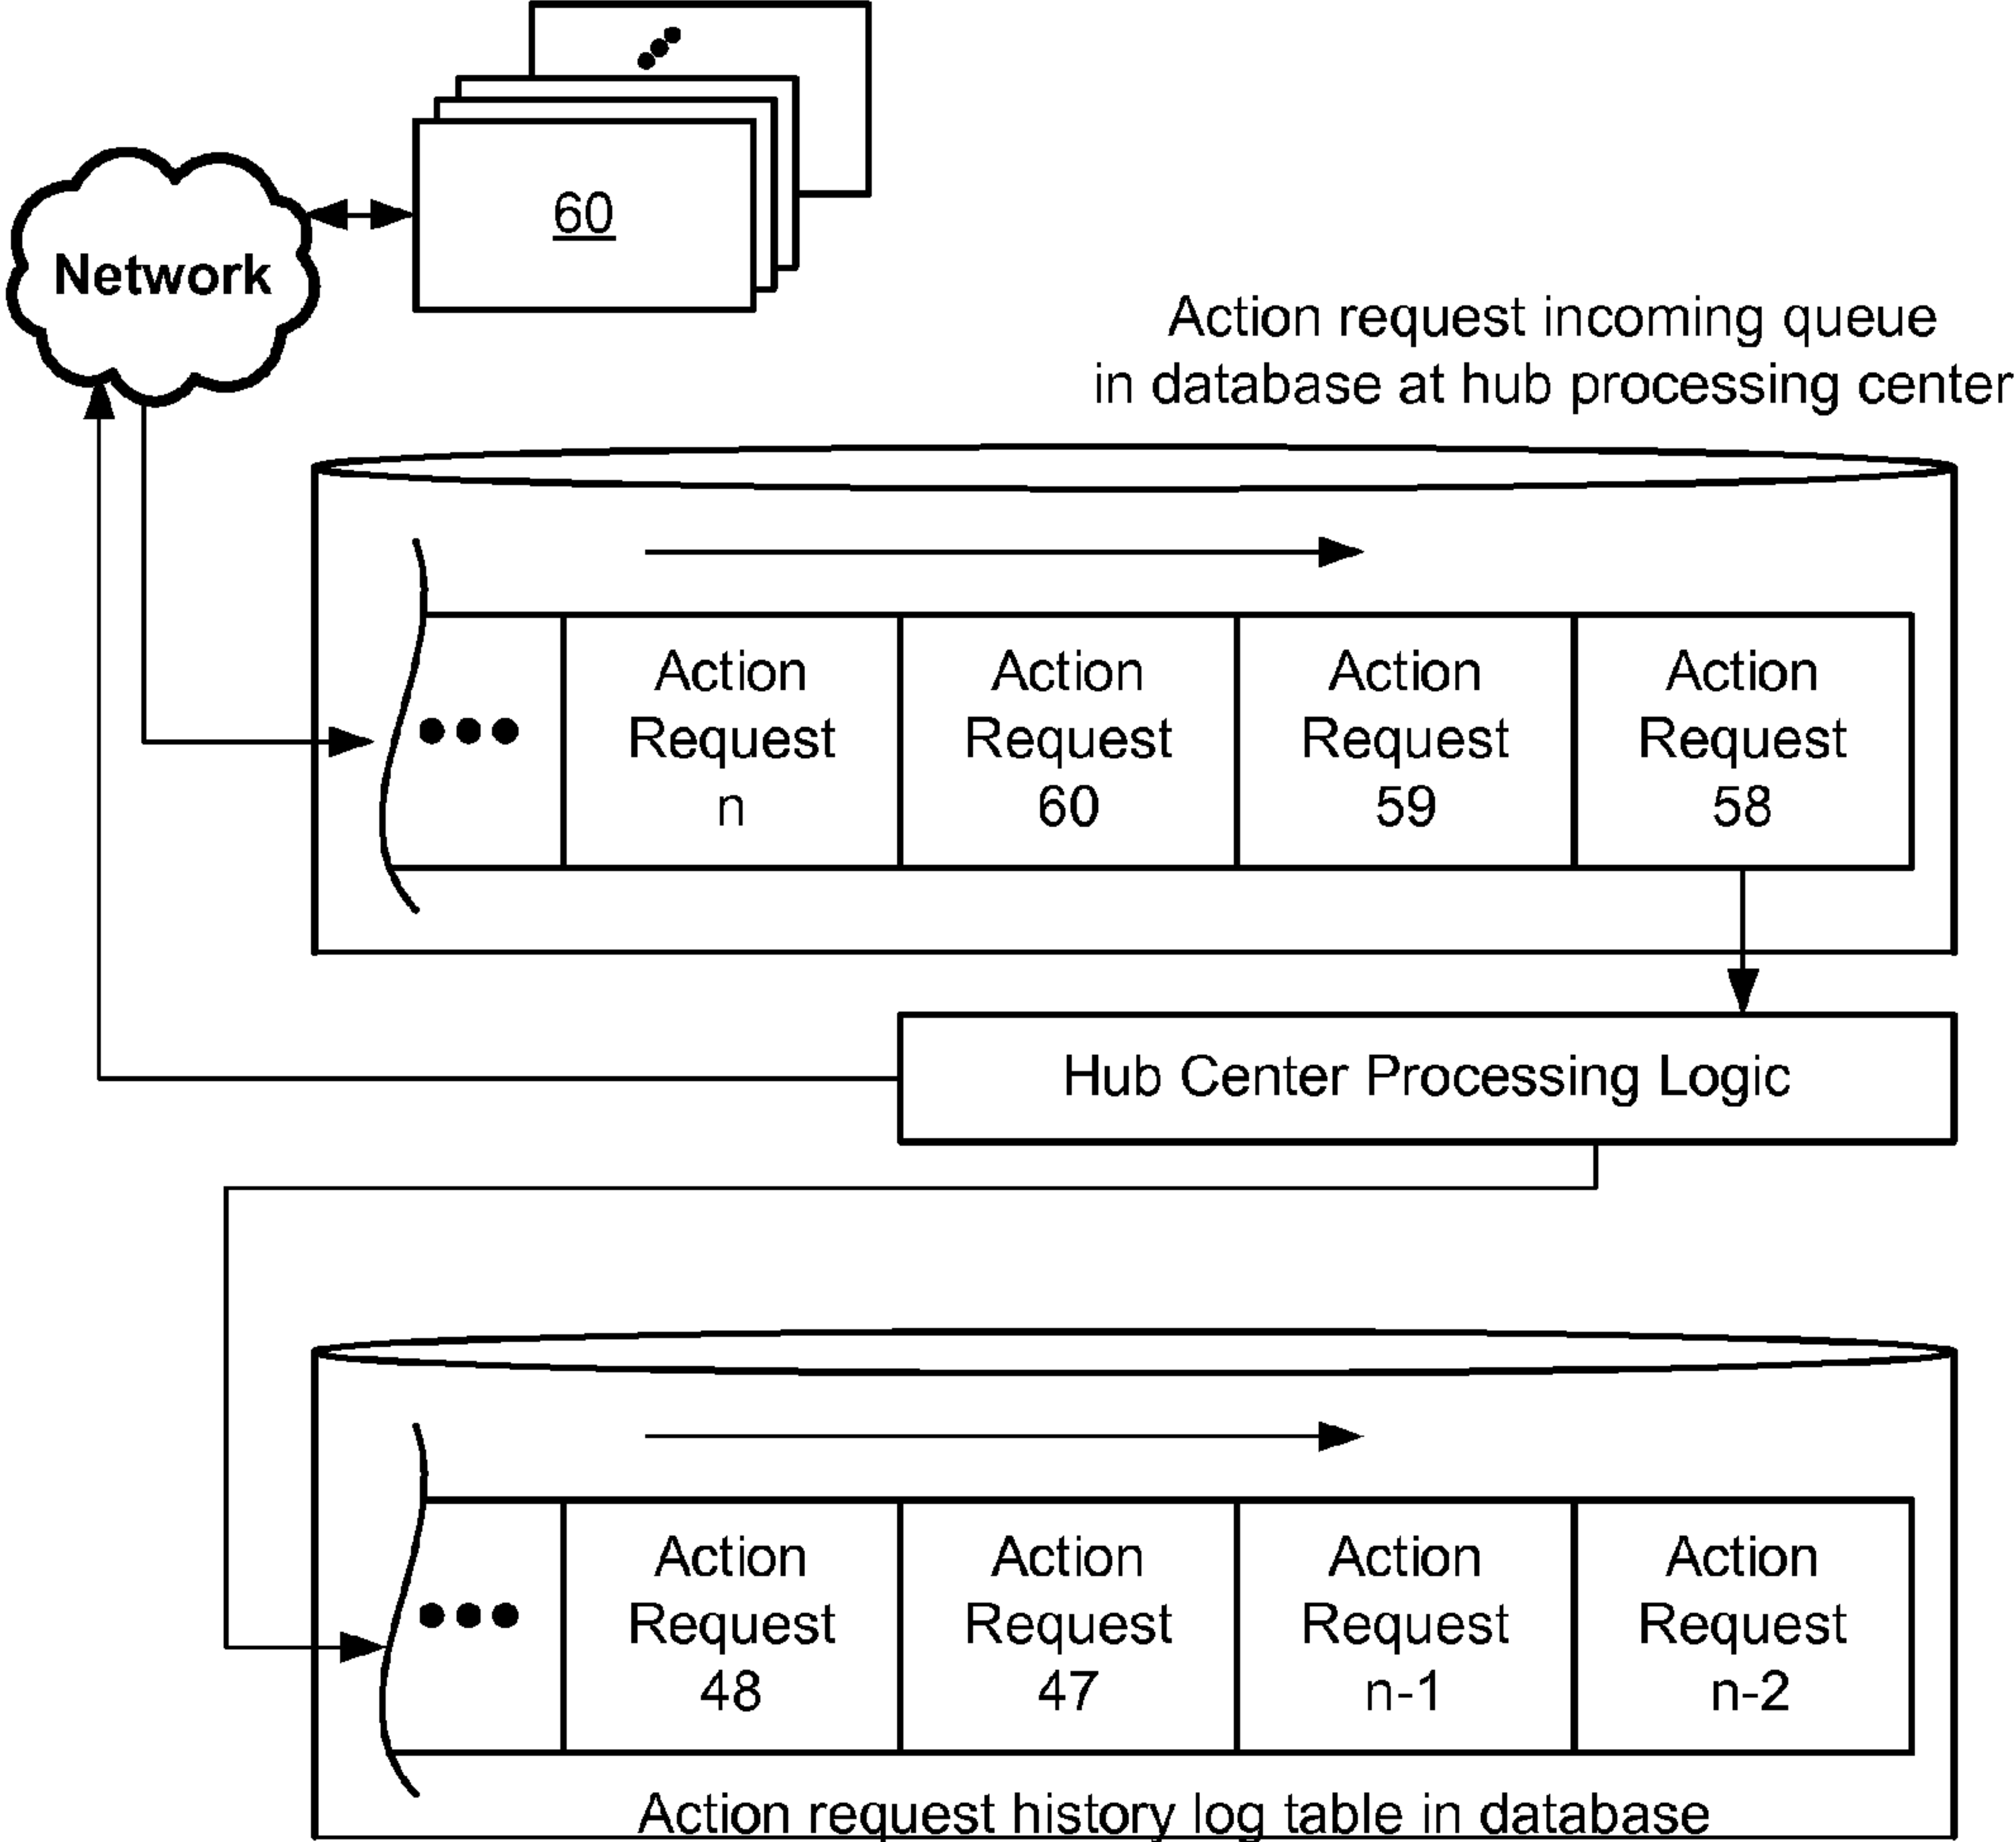 60
Network
Action request incoming queue
in database at hub processing center
Action
Request
n
Action
Request
60
Action
Request
59
Action
Request
58
Hub Center Processing Logic
Action
Request
48
Action
Request
47
Action
Request
n-1
Action
Request
n-2
Action request history log table in database